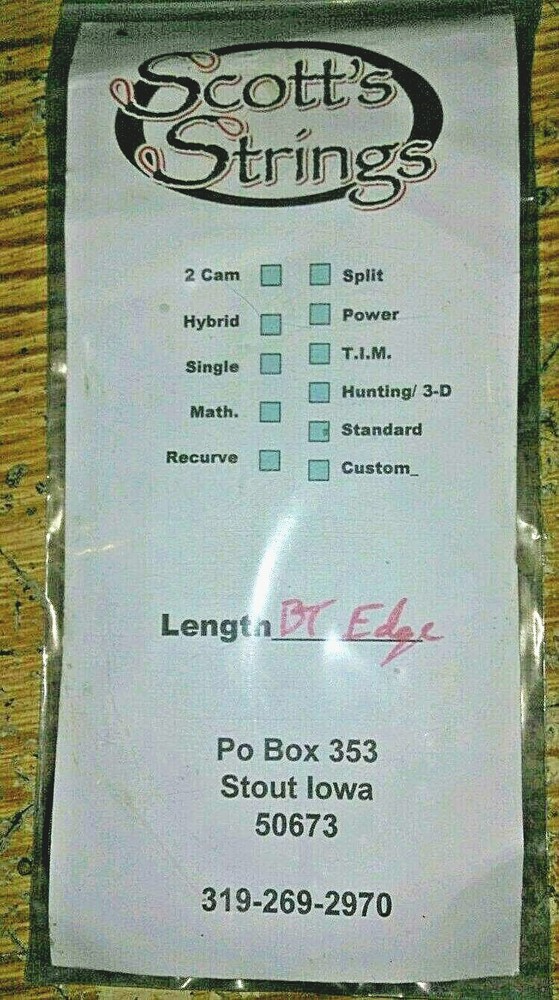 Scott's
Strings
2 Cam
Hybrid
Single
Math.
Recurve
Split
Power
T.I.M.
Hunting/ 3-D
Standard
Custom_
Length BT Edge
Po Box 353
Stout Iowa
50673
319-269-2970